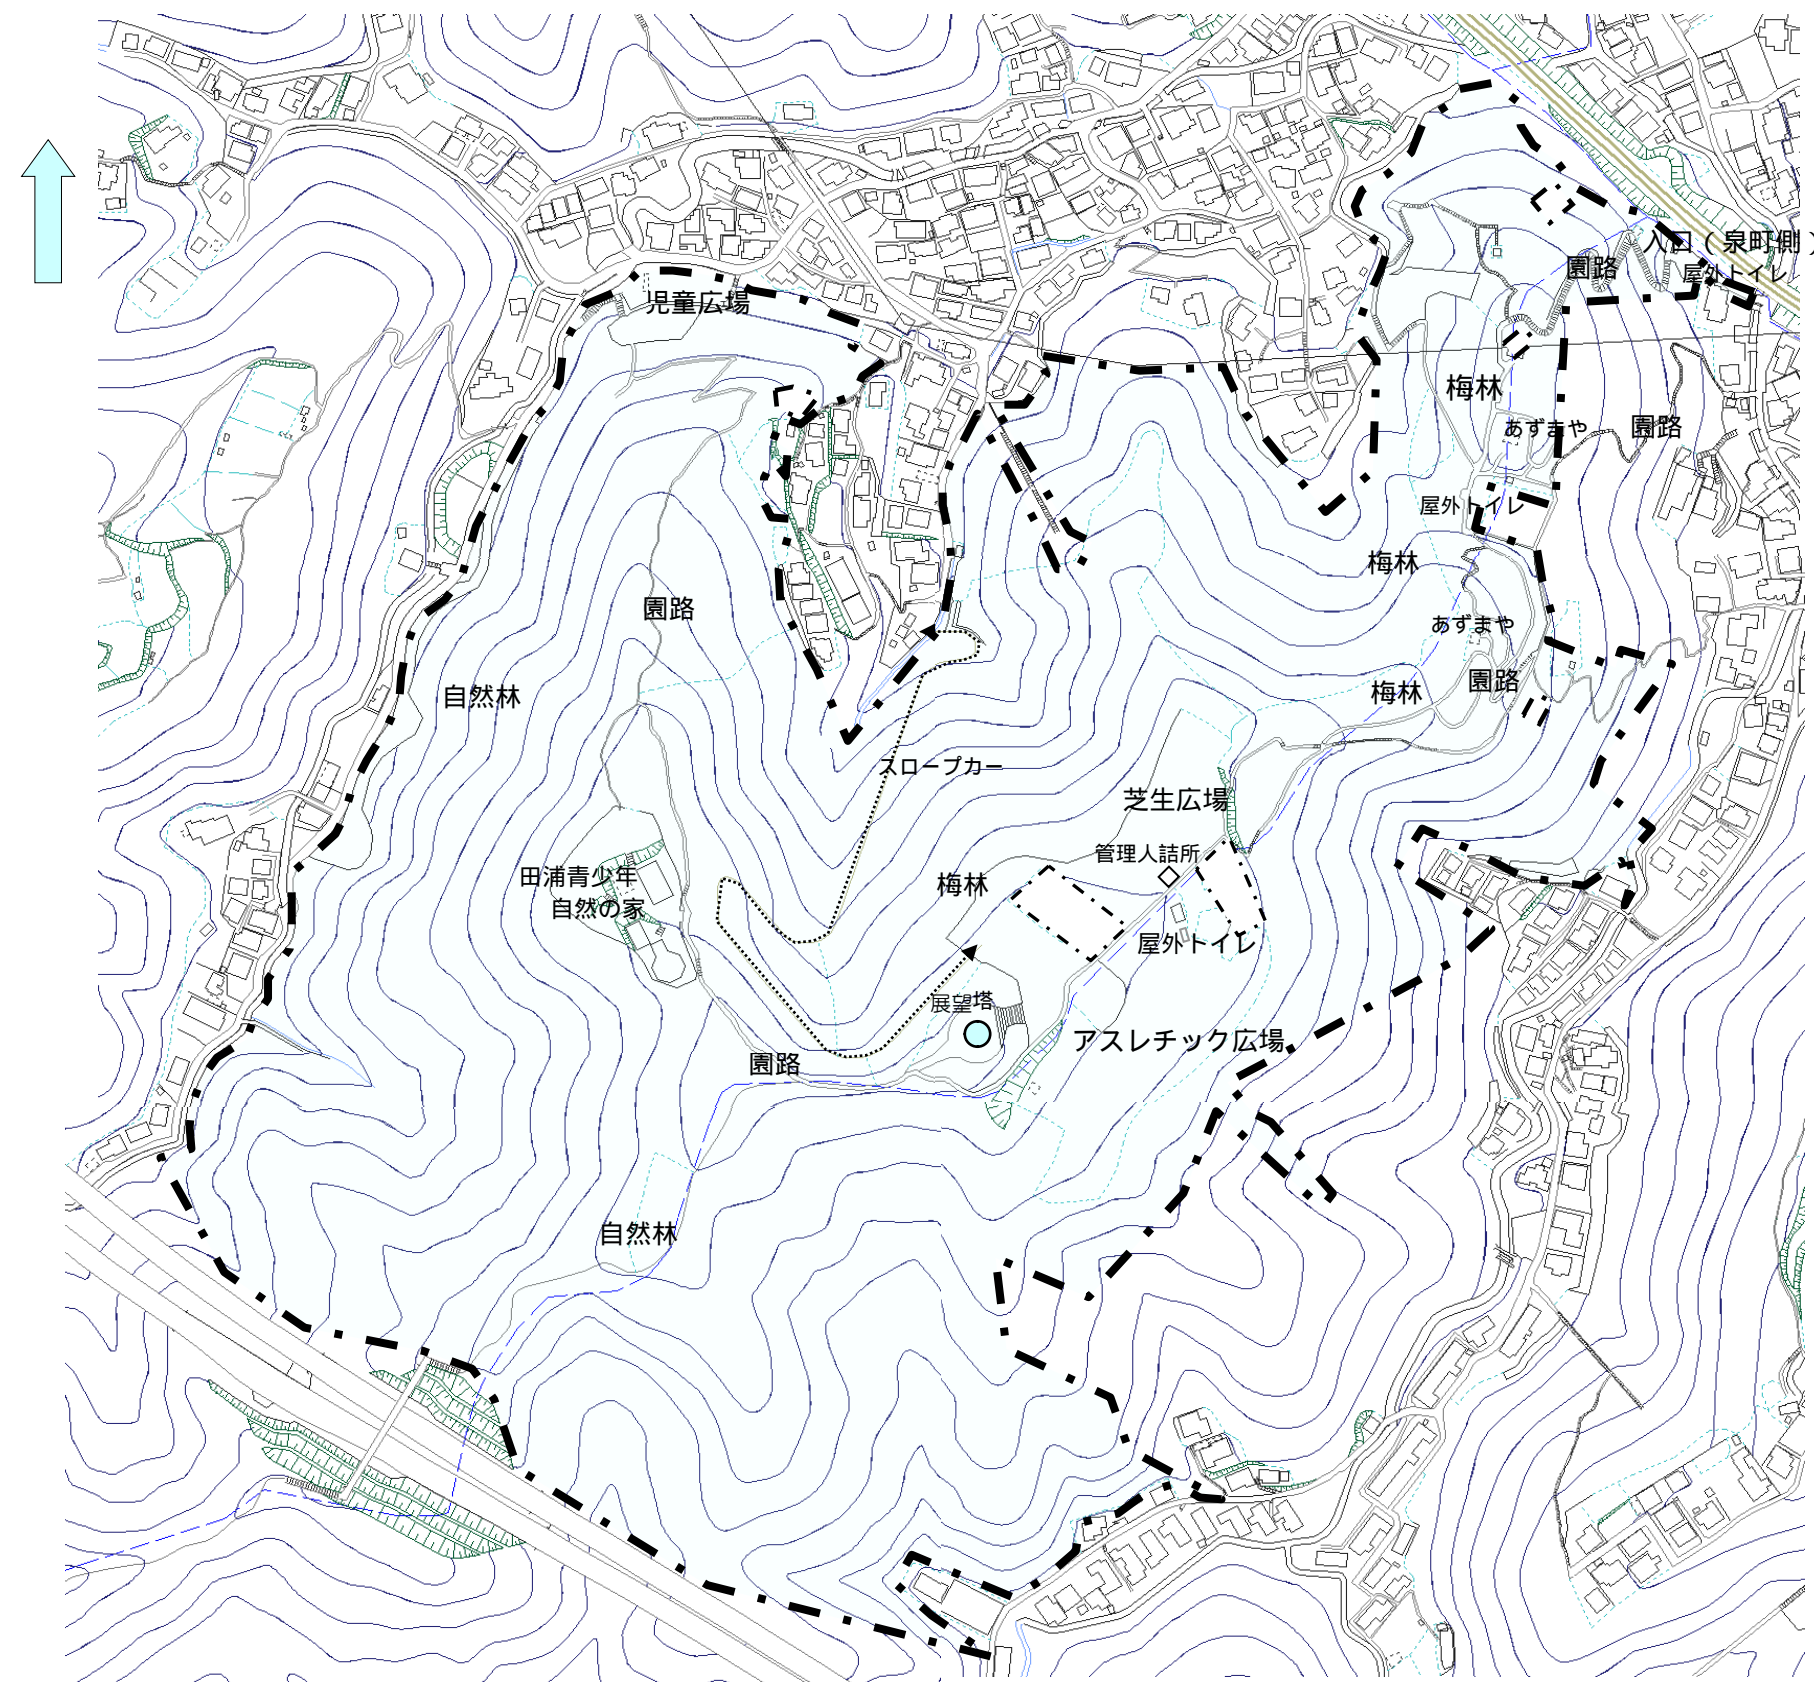 入口（泉町側）
園路
屋外トイレ
児童広場
梅林
あずまや
園路
屋外トイレ
梅林
園路
あずまや
園路
梅林
自然林
スロープカー
芝生広場
管理人詰所
田浦青少年
自然の家
梅林
屋外トイレ
展望塔
アスレチック広場
園路
自然林